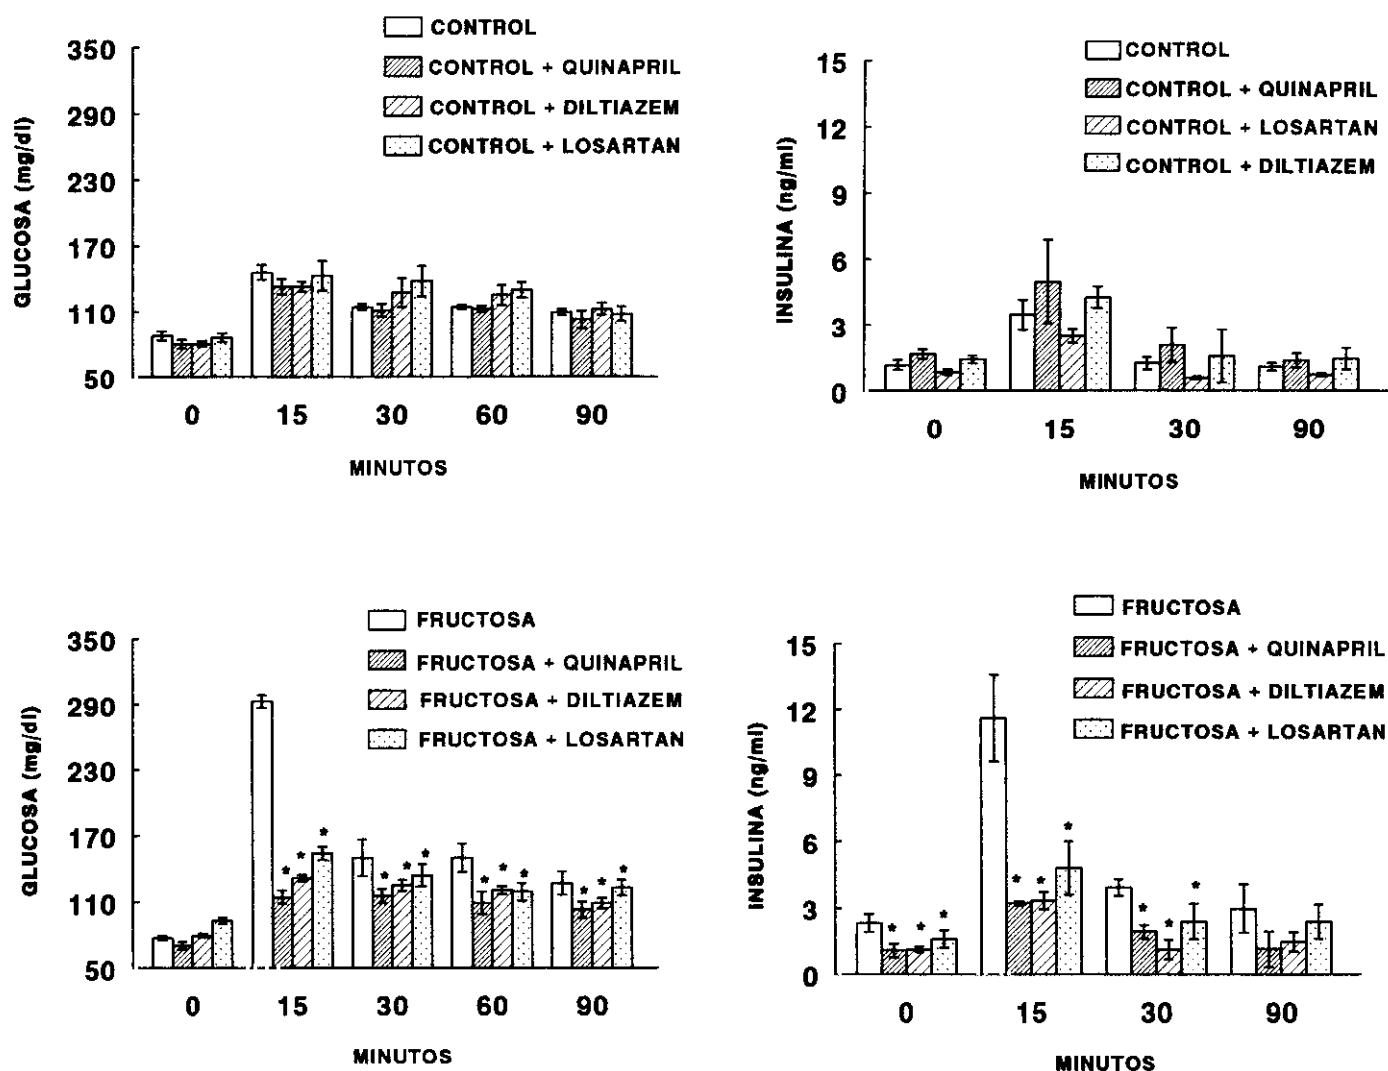 CONTROL
CONTROL + QUINAPRIL
CONTROL + DILTIAZEM
CONTROL + LOSARTAN
GLUCOSA (mg/dl)
350
290
230
170
110
50
0 15 30 60 90
MINUTOS
CONTROL
CONTROL + QUINAPRIL
CONTROL + LOSARTAN
CONTROL + DILTIAZEM
INSULINA (ng/ml)
15
12
9
6
3
0
0 15 30 90
MINUTOS
FRUCTOSA
FRUCTOSA + QUINAPRIL
FRUCTOSA + DILTIAZEM
FRUCTOSA + LOSARTAN
GLUCOSA (mg/dl)
350
290
230
170
110
50
* * *
* * *
* * *
* * *
0 15 30 60 90
MINUTOS
FRUCTOSA
FRUCTOSA + QUINAPRIL
FRUCTOSA + DILTIAZEM
FRUCTOSA + LOSARTAN
INSULINA (ng/ml)
15
12
9
6
3
0
* * *
* * *
* * *
0 15 30 90
MINUTOS